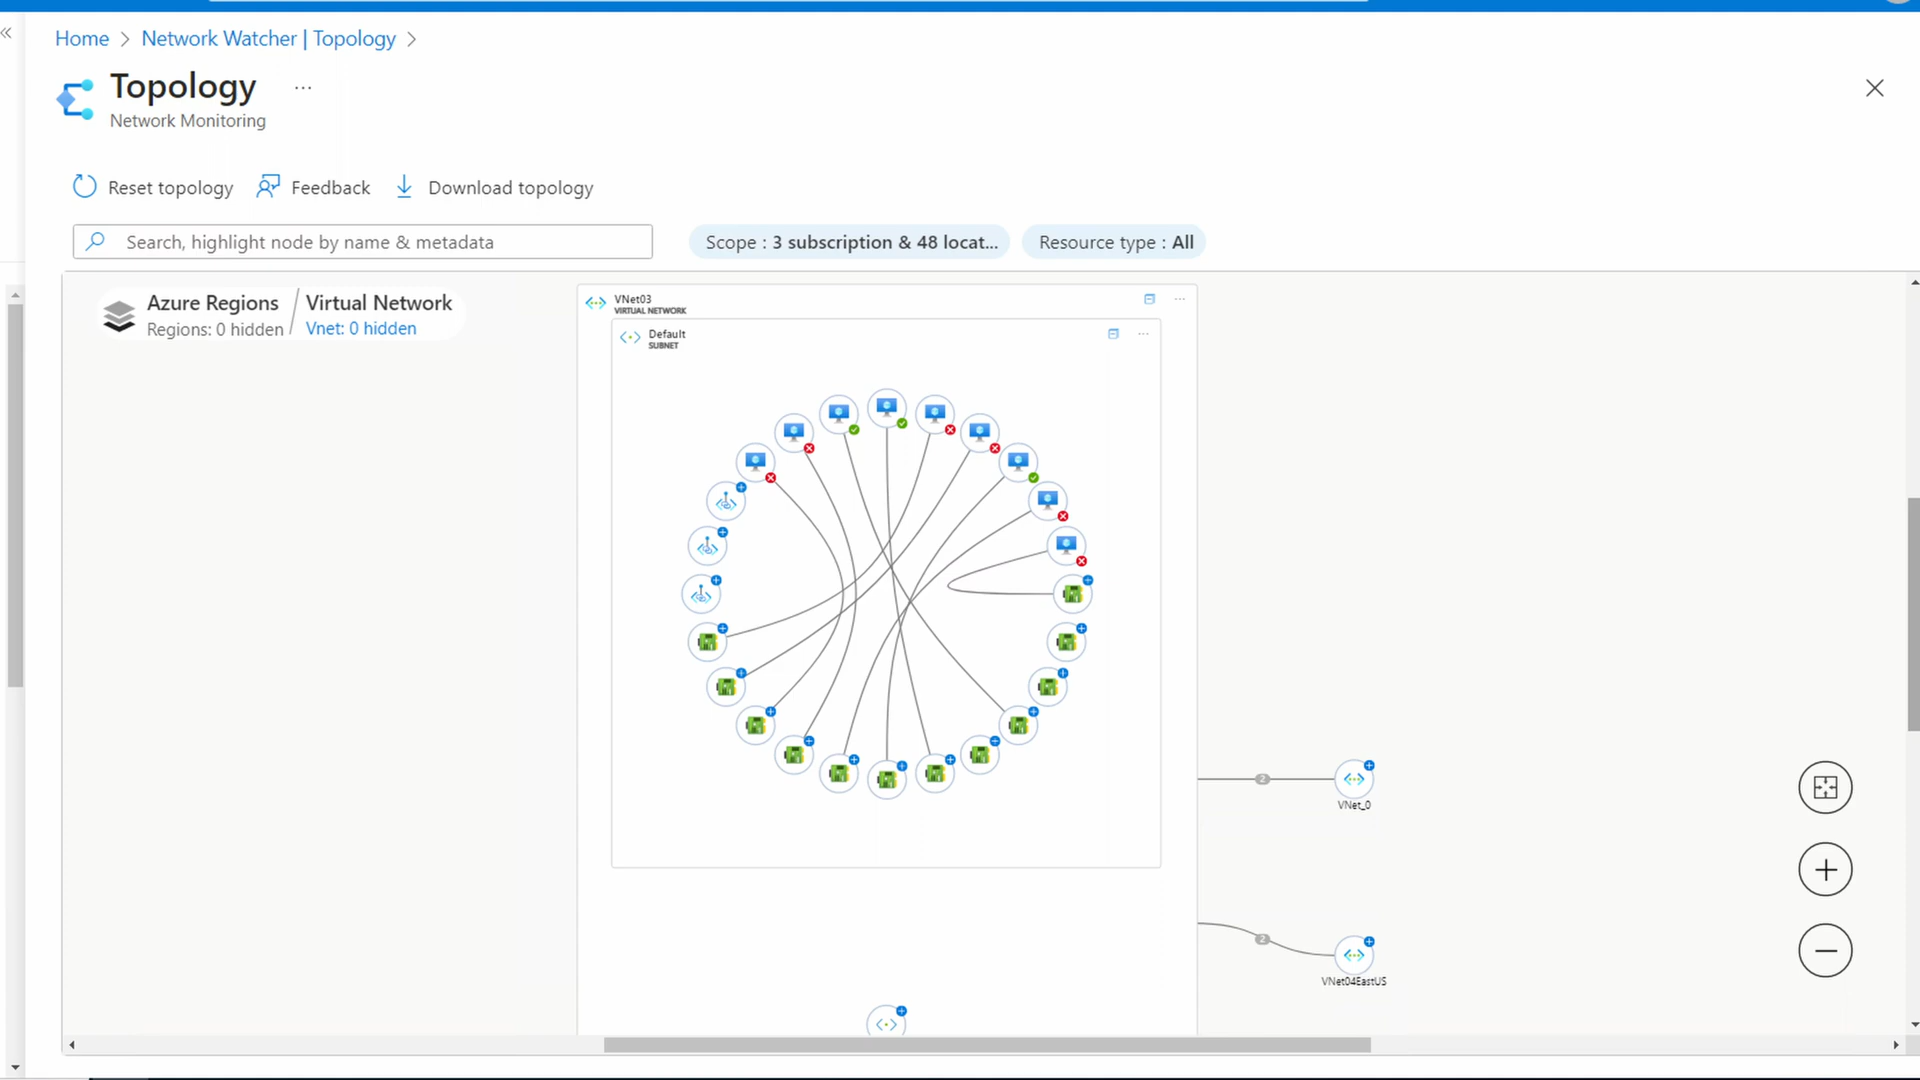 Home > Network Watcher | Topology >
Topology ...
Network Monitoring
Reset topology Feedback Download topology
Search, highlight node by name & metadata
Scope : 3 subscription & 48 locat...
Resource type : All
Azure Regions / Virtual Network
Regions: 0 hidden Vnet: 0 hidden
VNet03
VIRTUAL NETWORK
Default
SUBNET
2
VNet_0
2
VNet04EastUS